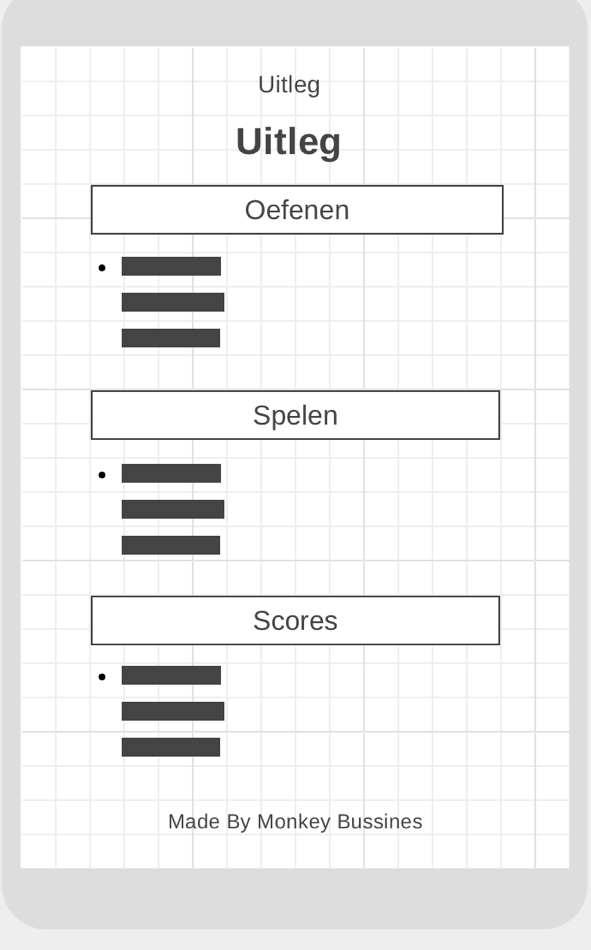 Uitleg
Uitleg
Oefenen
Spelen
Scores
Made By Monkey Bussines